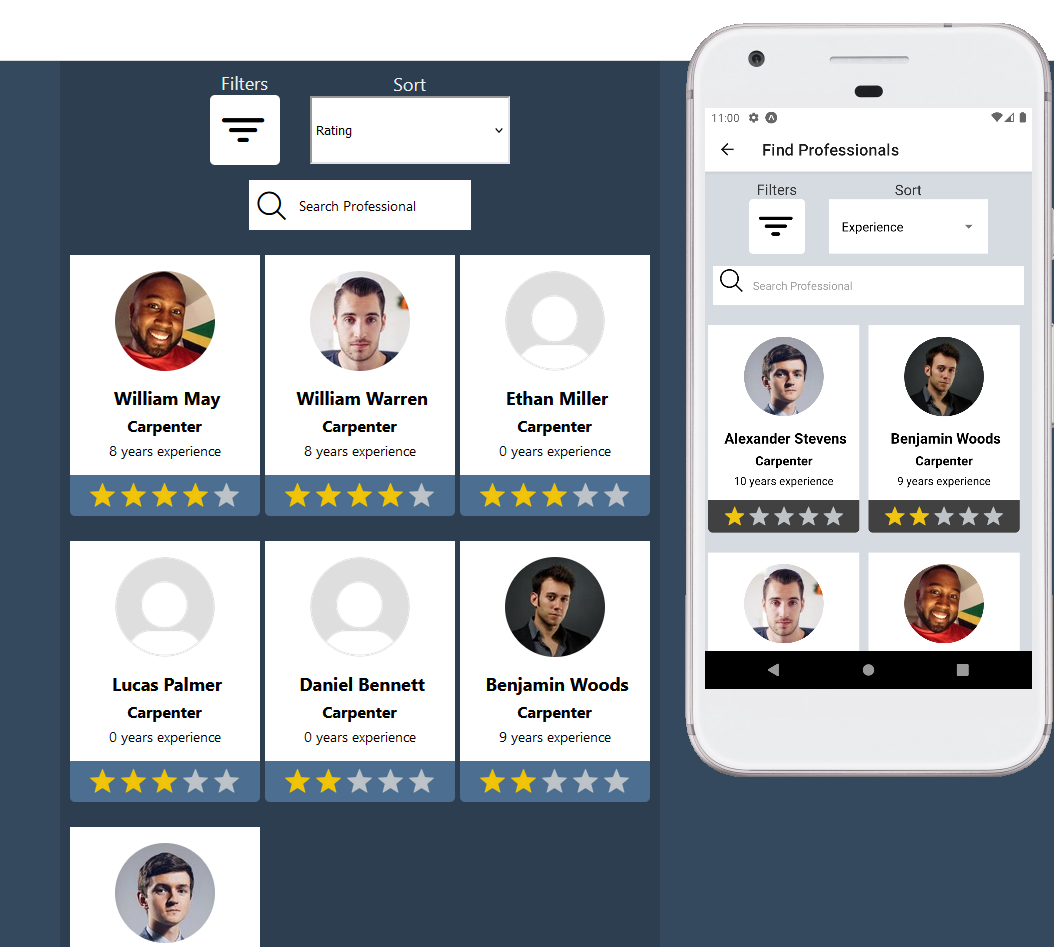 Filters
Sort
Rating
Search Professional
William May
Carpenter
8 years experience
William Warren
Carpenter
8 years experience
Ethan Miller
Carpenter
0 years experience
Lucas Palmer
Carpenter
0 years experience
Daniel Bennett
Carpenter
0 years experience
Benjamin Woods
Carpenter
9 years experience
11:00
Find Professionals
Filters
Sort
Experience
Search Professional
Alexander Stevens
Carpenter
10 years experience
Benjamin Woods
Carpenter
9 years experience